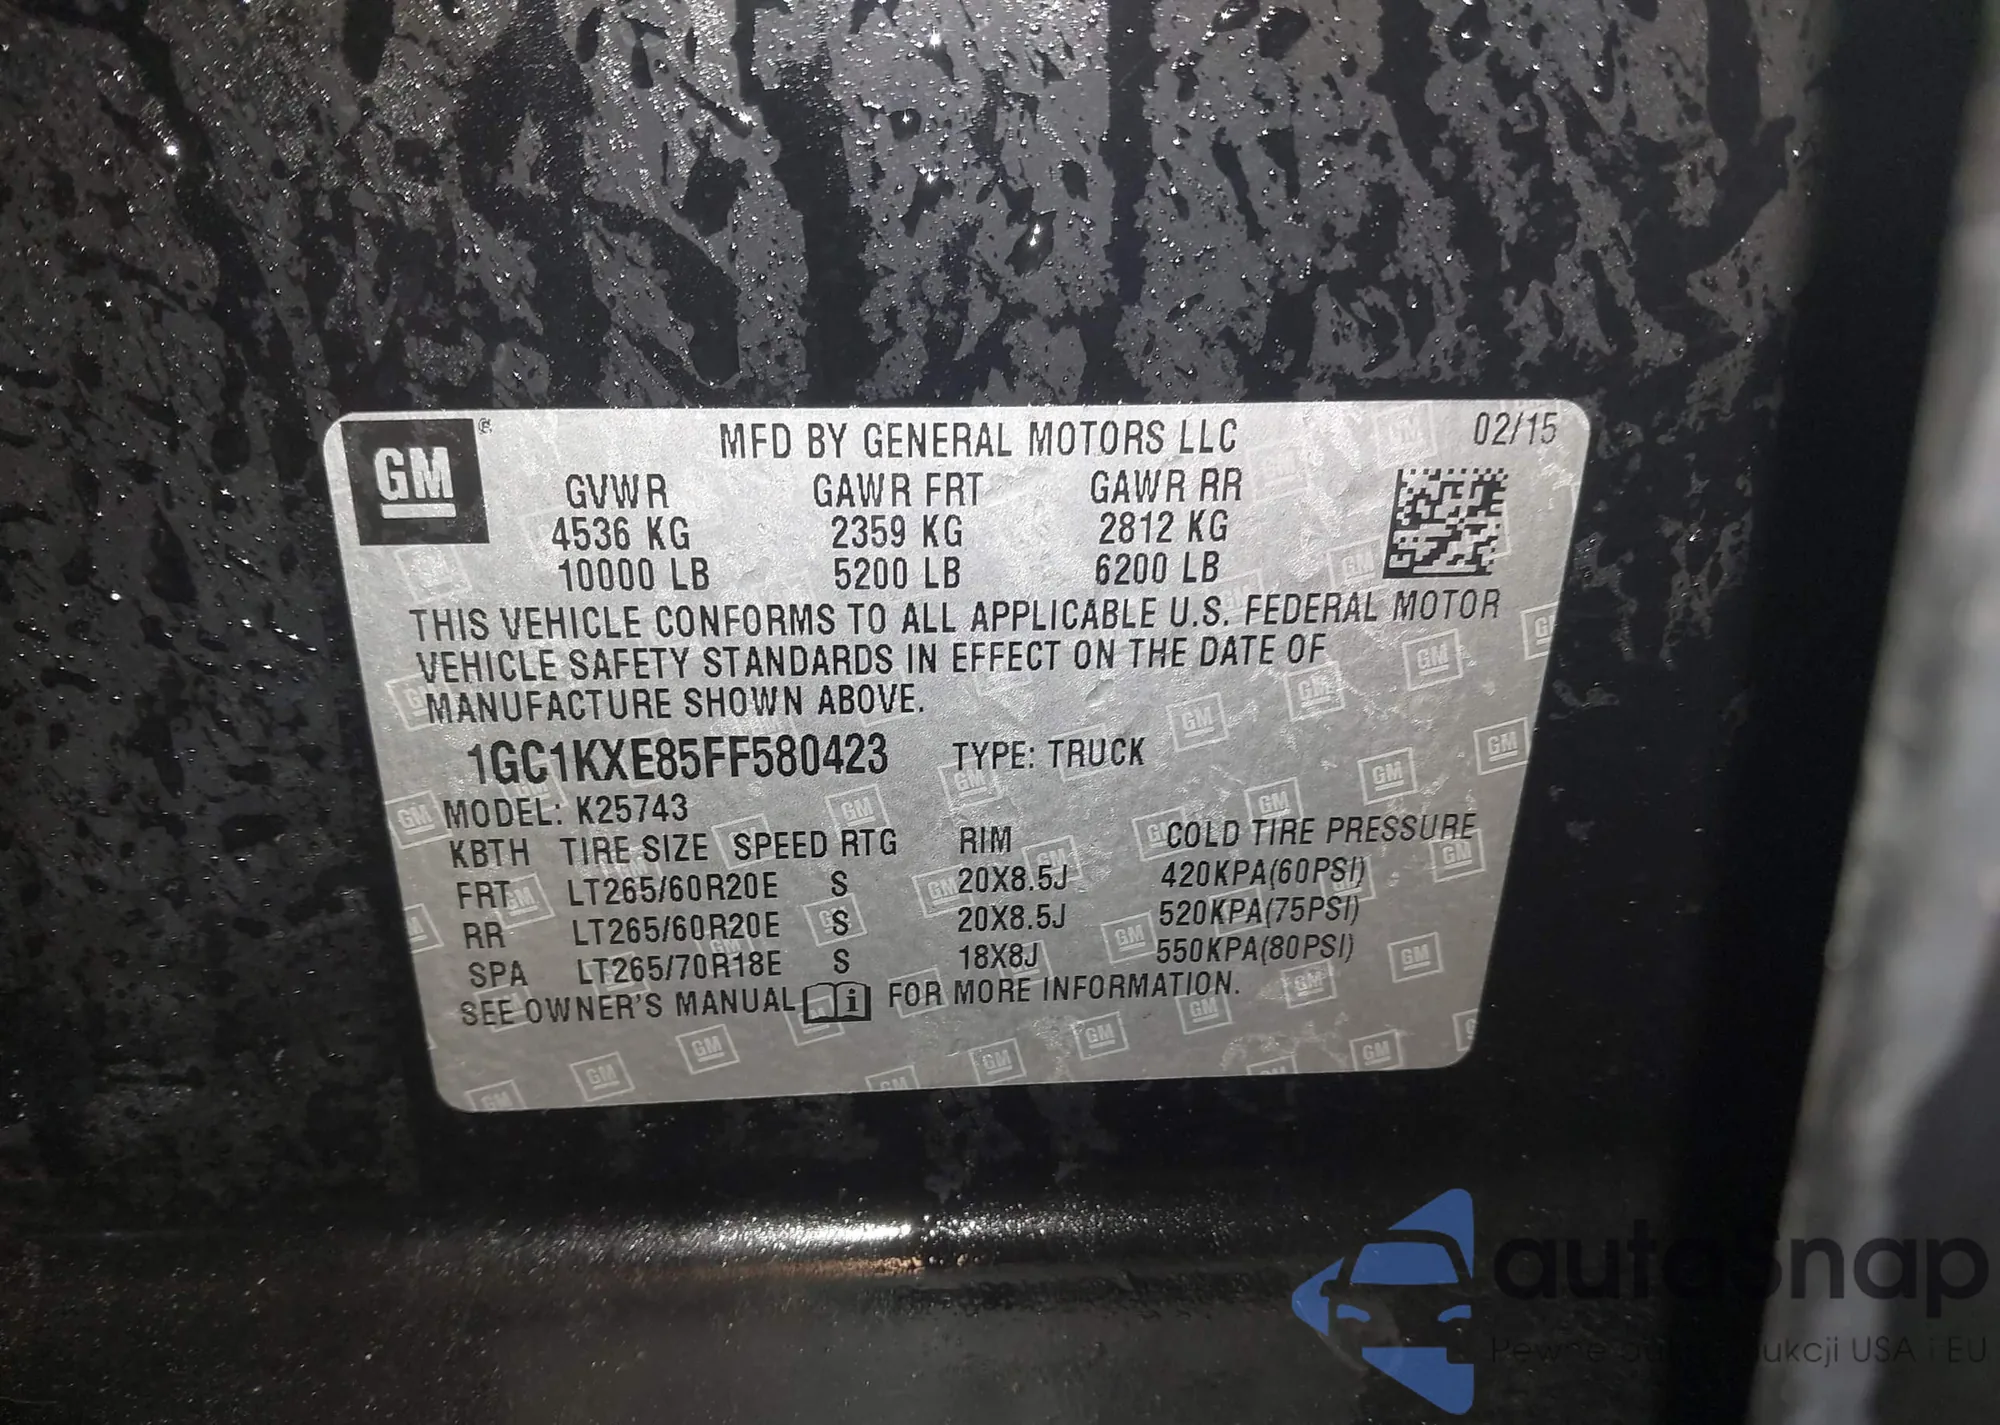 GM
MFD BY GENERAL MOTORS LLC 02/15
GVWR GAWR FRT GAWR RR
4536 KG 2359 KG 2812 KG
10000 LB 5200 LB 6200 LB
THIS VEHICLE CONFORMS TO ALL APPLICABLE U.S. FEDERAL MOTOR
VEHICLE SAFETY STANDARDS IN EFFECT ON THE DATE OF
MANUFACTURE SHOWN ABOVE.
1GC1KXE85FF580423 TYPE: TRUCK
MODEL: K25743
KBTH TIRE SIZE SPEED RTG RIM COLD TIRE PRESSURE
FRT LT265/60R20E S 20X8.5J 420KPA(60PSI)
RR LT265/60R20E S 20X8.5J 520KPA(75PSI)
SPA LT265/70R18E S 18X8J 550KPA(80PSI)
SEE OWNER'S MANUAL i FOR MORE INFORMATION.
autosnap
USA i EU